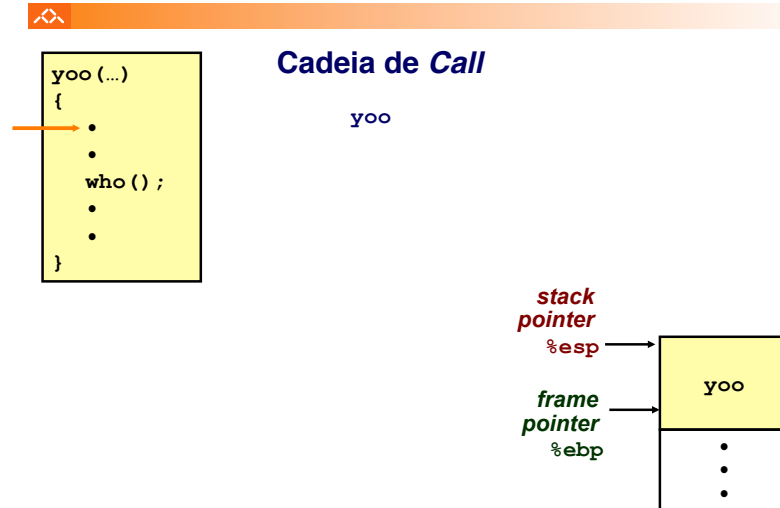 yoo(…)
{
•
•
who();
•
•
}
Cadeia de Call
yoo
stack
pointer
%esp
frame
pointer
%ebp
yoo
•
•
•